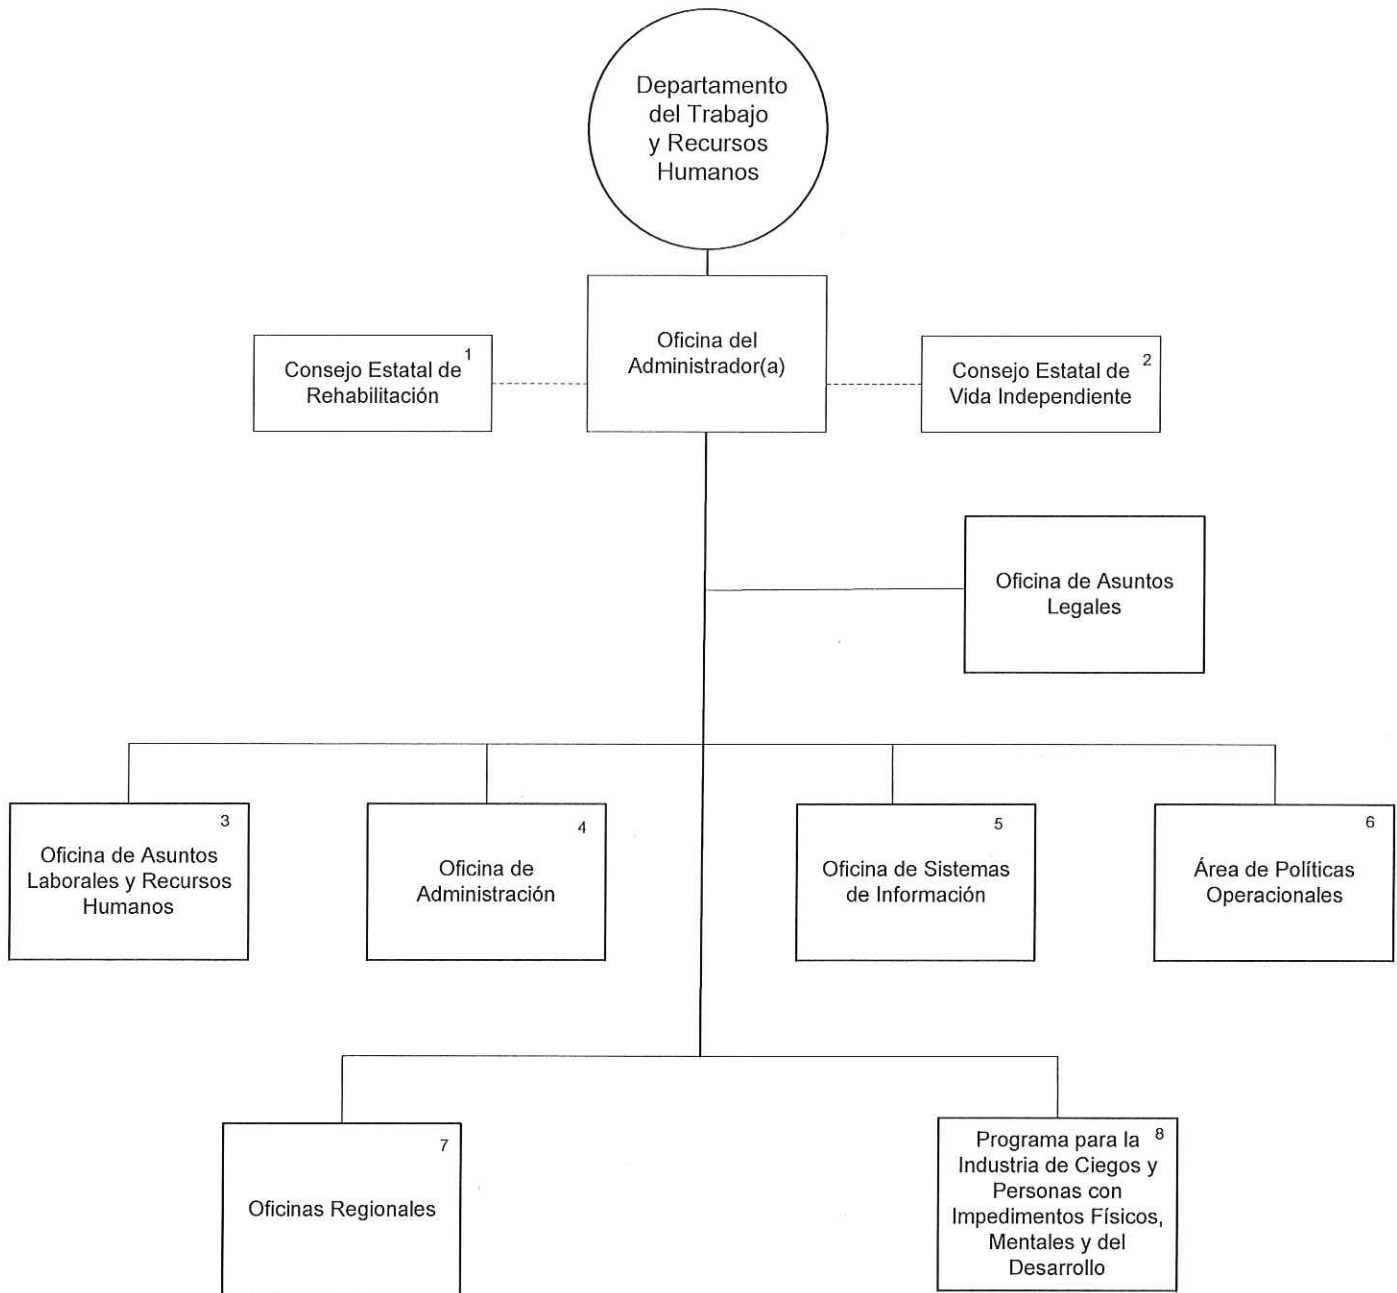 Departamento
del Trabajo
y Recursos
Humanos
Oficina del
Administrador(a)
1
Consejo Estatal de
Rehabilitación
2
Consejo Estatal de
Vida Independiente
Oficina de Asuntos
Legales
3
Oficina de Asuntos
Laborales y Recursos
Humanos
4
Oficina de
Administración
5
Oficina de Sistemas
de Información
6
Área de Políticas
Operacionales
7
Oficinas Regionales
Programa para la 8
Industria de Ciegos y
Personas con
Impedimentos Físicos,
Mentales y del
Desarrollo